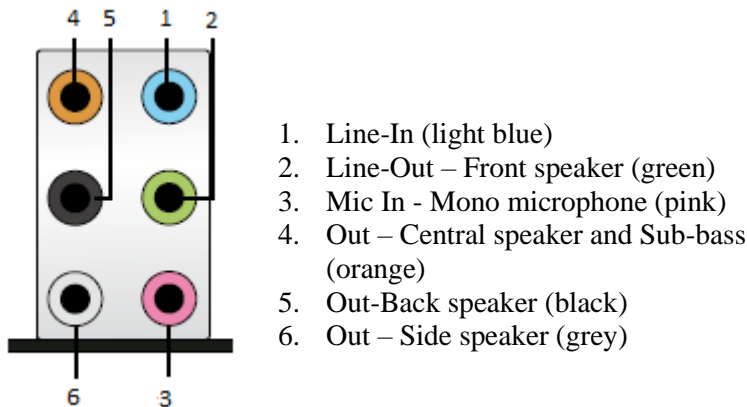 4 5 1 2
1. Line-In (light blue)
2. Line-Out – Front speaker (green)
3. Mic In - Mono microphone (pink)
4. Out – Central speaker and Sub-bass
(orange)
5. Out-Back speaker (black)
6. Out – Side speaker (grey)
6 3